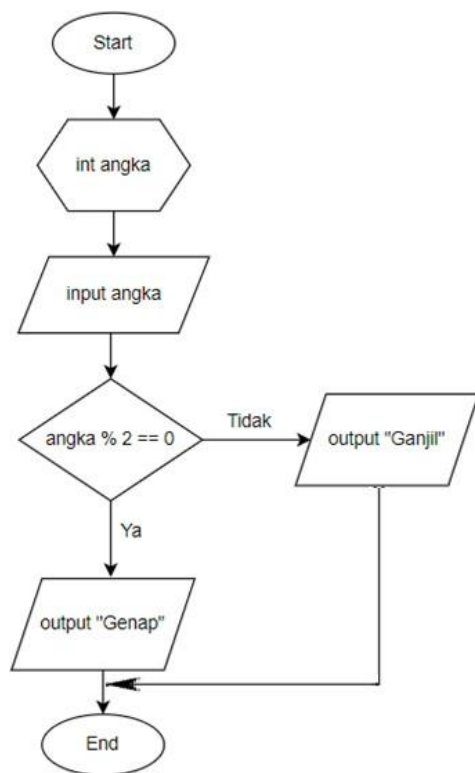 Start
int angka
input angka
angka % 2 == 0
Tidak
output "Ganjil"
Ya
output "Genap"
End